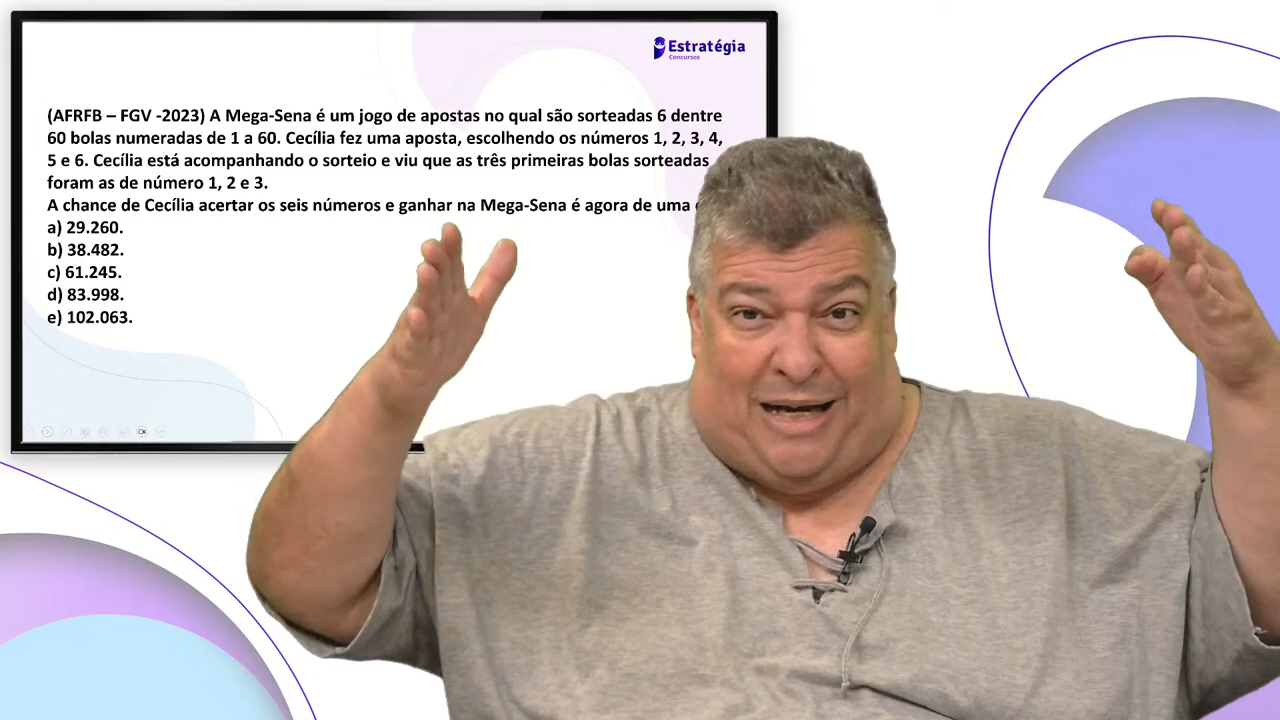 Estratégia
Concursos
(AFRFB – FGV -2023) A Mega-Sena é um jogo de apostas no qual são sorteadas 6 dentre
60 bolas numeradas de 1 a 60. Cecília fez uma aposta, escolhendo os números 1, 2, 3, 4,
5 e 6. Cecília está acompanhando o sorteio e viu que as três primeiras bolas sorteadas
foram as de número 1, 2 e 3.
A chance de Cecília acertar os seis números e ganhar na Mega-Sena é agora de uma
a) 29.260.
b) 38.482.
c) 61.245.
d) 83.998.
e) 102.063.